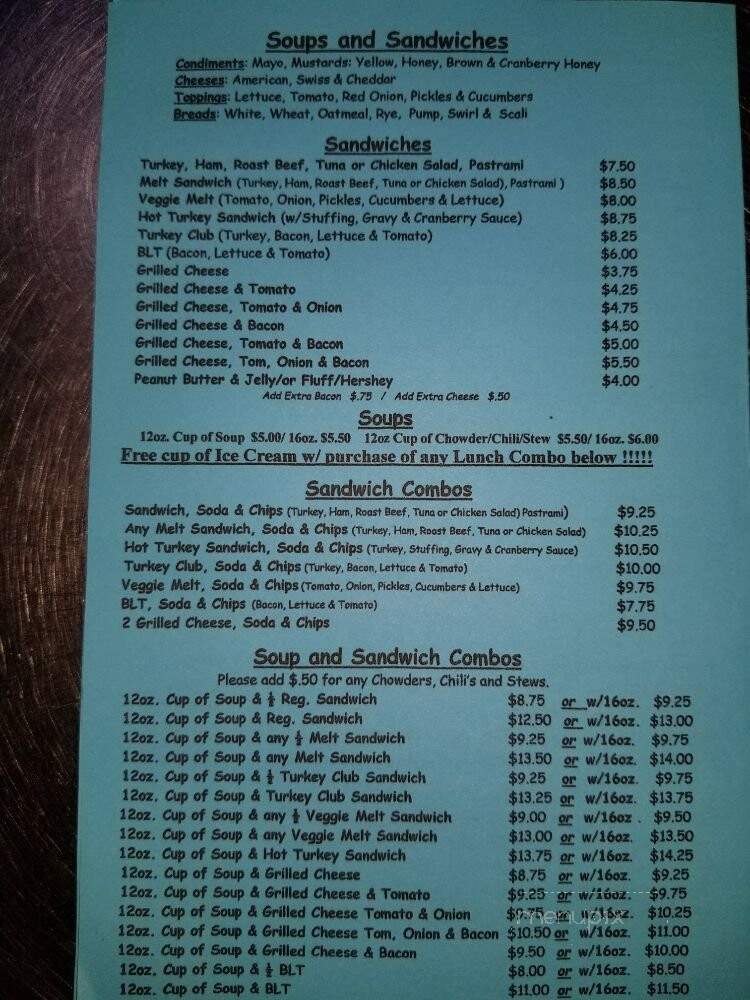 Soups and Sandwiches
Condiments: Mayo, Mustards: Yellow, Honey, Brown & Cranberry Honey
Cheeses: American, Swiss & Cheddar
Toppings: Lettuce, Tomato, Red Onion, Pickles & Cucumbers
Breads: White, Wheat, Oatmeal, Rye, Pump, Swirl & Scali
Sandwiches
Turkey, Ham, Roast Beef, Tuna or Chicken Salad, Pastrami $7.50
Melt Sandwich (Turkey, Ham, Roast Beef, Tuna or Chicken Salad), Pastrami ) $8.50
Veggie Melt (Tomato, Onion, Pickles, Cucumbers & Lettuce) $8.00
Hot Turkey Sandwich (w/Stuffing, Gravy & Cranberry Sauce) $8.75
Turkey Club (Turkey, Bacon, Lettuce & Tomato) $8.25
BLT (Bacon, Lettuce & Tomato) $6.00
Grilled Cheese $3.75
Grilled Cheese & Tomato $4.25
Grilled Cheese, Tomato & Onion $4.75
Grilled Cheese & Bacon $4.50
Grilled Cheese, Tomato & Bacon $5.00
Grilled Cheese, Tom, Onion & Bacon $5.50
Peanut Butter & Jelly/or Fluff/Hershey $4.00
Add Extra Bacon $.75 / Add Extra Cheese $.50
Soups
12oz. Cup of Soup $5.00/ 16oz. $5.50 12oz Cup of Chowder/Chili/Stew $5.50/ 16oz. $6.00
Free cup of Ice Cream w/ purchase of any Lunch Combo below !!!!!
Sandwich Combos
Sandwich, Soda & Chips (Turkey, Ham, Roast Beef, Tuna or Chicken Salad) Pastrami) $9.25
Any Melt Sandwich, Soda & Chips (Turkey, Ham, Roast Beef, Tuna or Chicken Salad) $10.25
Hot Turkey Sandwich, Soda & Chips (Turkey, Stuffing, Gravy & Cranberry Sauce) $10.50
Turkey Club, Soda & Chips (Turkey, Bacon, Lettuce & Tomato) $10.00
Veggie Melt, Soda & Chips (Tomato, Onion, Pickles, Cucumbers & Lettuce) $9.75
BLT, Soda & Chips (Bacon, Lettuce & Tomato) $7.75
2 Grilled Cheese, Soda & Chips $9.50
Soup and Sandwich Combos
Please add $.50 for any Chowders, Chili's and Stews.
12oz. Cup of Soup & ½ Reg. Sandwich $8.75 or w/16oz. $9.25
12oz. Cup of Soup & Reg. Sandwich $12.50 or w/16oz. $13.00
12oz. Cup of Soup & any ½ Melt Sandwich $9.25 or w/16oz. $9.75
12oz. Cup of Soup & any Melt Sandwich $13.50 or w/16oz. $14.00
12oz. Cup of Soup & ½ Turkey Club Sandwich $9.25 or w/16oz. $9.75
12oz. Cup of Soup & Turkey Club Sandwich $13.25 or w/16oz. $13.75
12oz. Cup of Soup & any ½ Veggie Melt Sandwich $9.00 or w/16oz . $9.50
12oz. Cup of Soup & any Veggie Melt Sandwich $13.00 or w/16oz. $13.50
12oz. Cup of Soup & Hot Turkey Sandwich $13.75 or w/16oz. $14.25
12oz. Cup of Soup & Grilled Cheese $8.75 or w/16oz. $9.25
12oz. Cup of Soup & Grilled Cheese & Tomato $9.25 or w/16oz. $9.75
12oz. Cup of Soup & Grilled Cheese Tomato & Onion $9.75 or w/16oz. $10.25
menupix
12oz. Cup of Soup & Grilled Cheese Tom, Onion & Bacon $10.50 or w/16oz. $11.00
12oz. Cup of Soup & Grilled Cheese & Bacon $9.50 or w/16oz. $10.00
12oz. Cup of Soup & ½ BLT $8.00 or w/16oz. $8.50
12oz. Cup of Soup & BLT $11.00 or w/16oz. $11.50